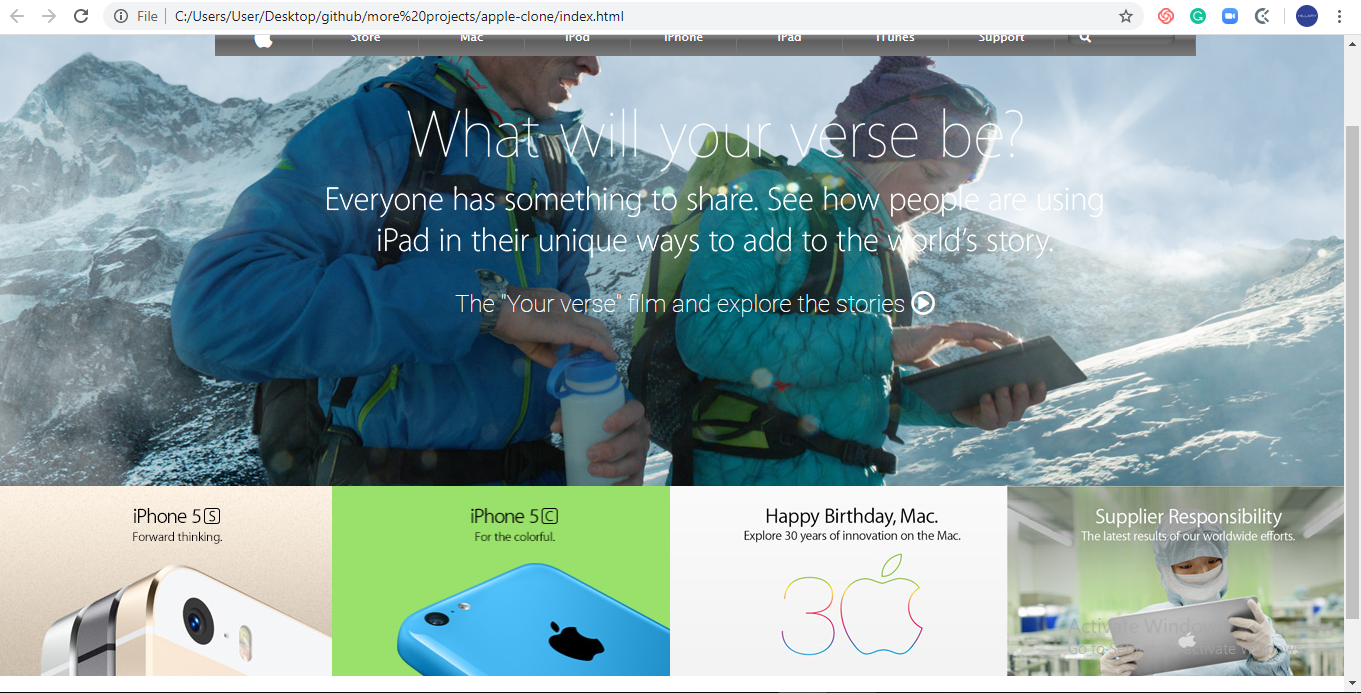 File C:/Users/User/Desktop/github/more%20projects/apple-clone/index.html
Store Mac iPod iPhone iPad iTunes Support
What will your verse be?
Everyone has something to share. See how people are using
iPad in their unique ways to add to the world's story.
The "Your verse" film and explore the stories
iPhone 5S
Forward thinking.
iPhone 5C
For the colorful.
Happy Birthday, Mac.
Explore 30 years of innovation on the Mac.
30
Supplier Responsibility
The latest results of our worldwide efforts.
Activate Windows
Go to Settings to activate Windows.